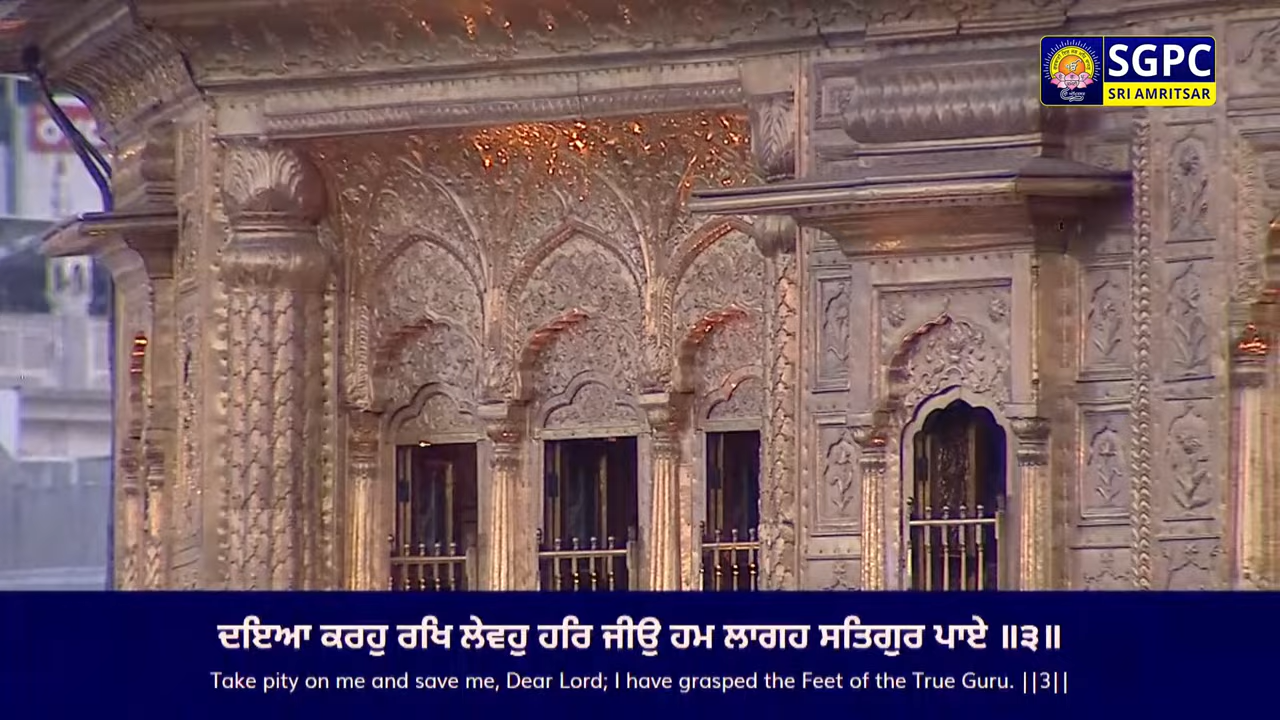 SGPC
SRI AMRITSAR
ਦਇਆ ਕਰਹੁ ਰਖਿ ਲੇਵਹੁ ਹਰਿ ਜੀਉ ਹਮ ਲਾਗਹ ਸਤਿਗੁਰ ਪਾਏ ॥੩॥
Take pity on me and save me, Dear Lord; I have grasped the Feet of the True Guru. ||3||